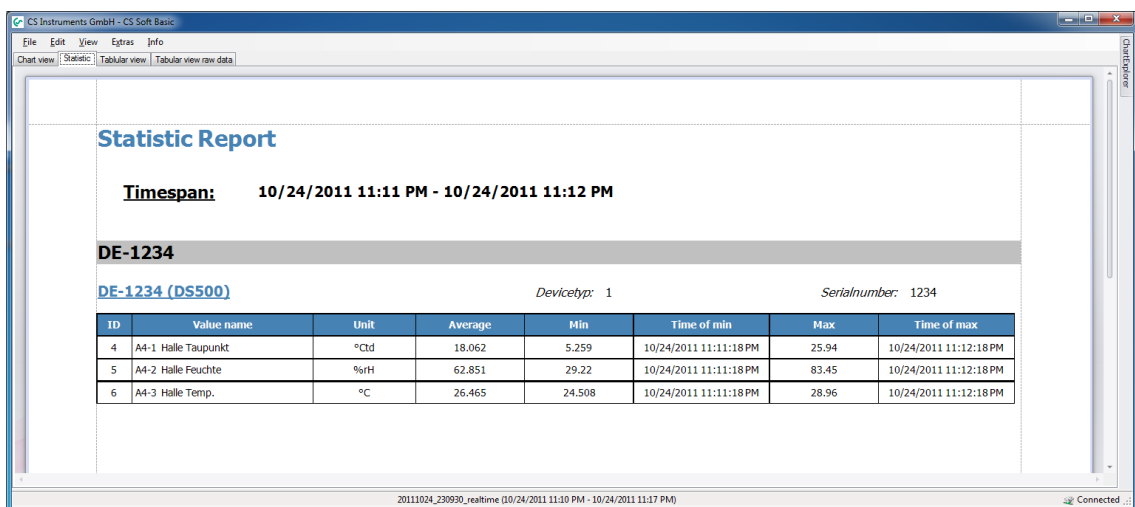 CS Instruments GmbH - CS Soft Basic
File Edit View Extras Info
Chart view Statistic Tablular view Tabular view raw data
ChartExplorer
Statistic Report
Timespan: 10/24/2011 11:11 PM - 10/24/2011 11:12 PM
DE-1234
DE-1234 (DS500) Devicetyp: 1 Serialnumber: 1234
ID Value name Unit Average Min Time of min Max Time of max
4 A4-1 Halle Taupunkt °Ctd 18.062 5.259 10/24/2011 11:11:18 PM 25.94 10/24/2011 11:12:18 PM
5 A4-2 Halle Feuchte %rH 62.851 29.22 10/24/2011 11:11:18 PM 83.45 10/24/2011 11:12:18 PM
6 A4-3 Halle Temp. °C 26.465 24.508 10/24/2011 11:11:18 PM 28.96 10/24/2011 11:12:18 PM
20111024_230930_realtime (10/24/2011 11:10 PM - 10/24/2011 11:17 PM) Connected